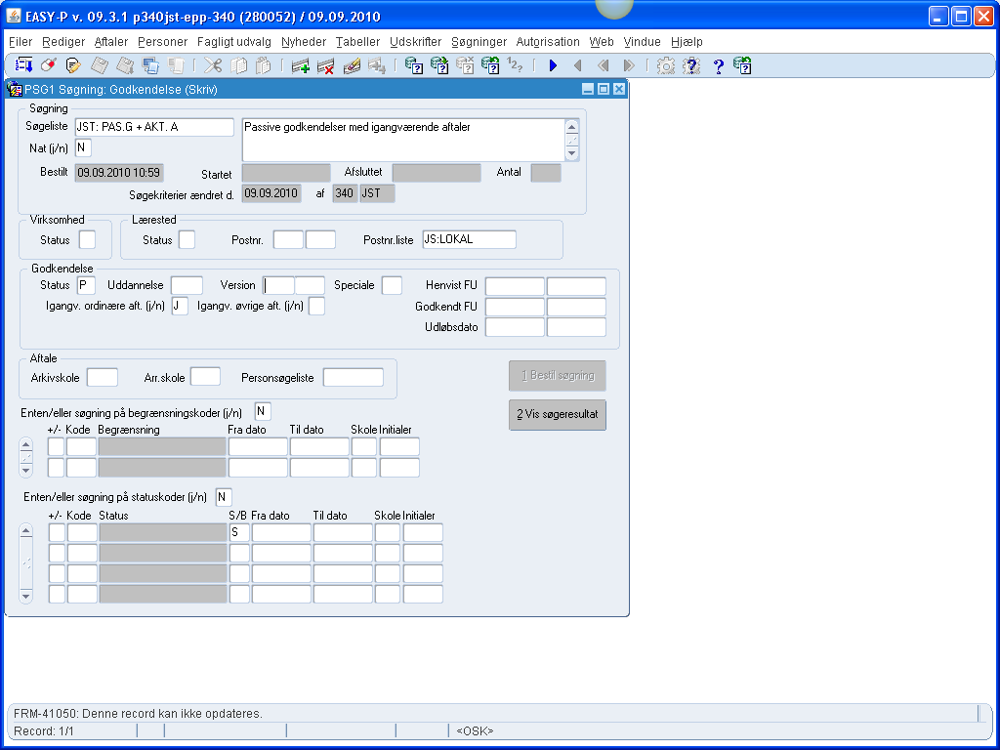 EASY-P v. 09.3.1 p340jst-epp-340 (280052) / 09.09.2010
Filer Rediger Aftaler Personer Fagligt udvalg Nyheder Tabeller Udskrifter Søgninger Autorisation Web Vindue Hjælp
PSG1 Søgning: Godkendelse (Skriv)
Søgning
Søgeliste JST: PAS.G + AKT. A Passive godkendelser med igangværende aftaler
Nat (j/n) N
Bestilt 09.09.2010 10:59 Startet Afsluttet Antal
Søgekriterier ændret d. 09.09.2010 af 340 JST
Virksomhed Lærested
Status Status Postnr. Postnr.liste JS:LOKAL
Godkendelse
Status P Uddannelse Version Speciale Henvist FU
Igangv. ordinære aft. (j/n) J Igangv. øvrige aft. (j/n) Godkendt FU
Udløbsdato
Aftale
Arkivskole Arr.skole Personsøgeliste 1 Bestil søgning
Enten/eller søgning på begrænsningskoder (j/n) N 2 Vis søgeresultat
+/- Kode Begrænsning Fra dato Til dato Skole Initialer
Enten/eller søgning på statuskoder (j/n) N
+/- Kode Status S/B Fra dato Til dato Skole Initialer
S
FRM-41050: Denne record kan ikke opdateres.
Record: 1/1 <OSK>